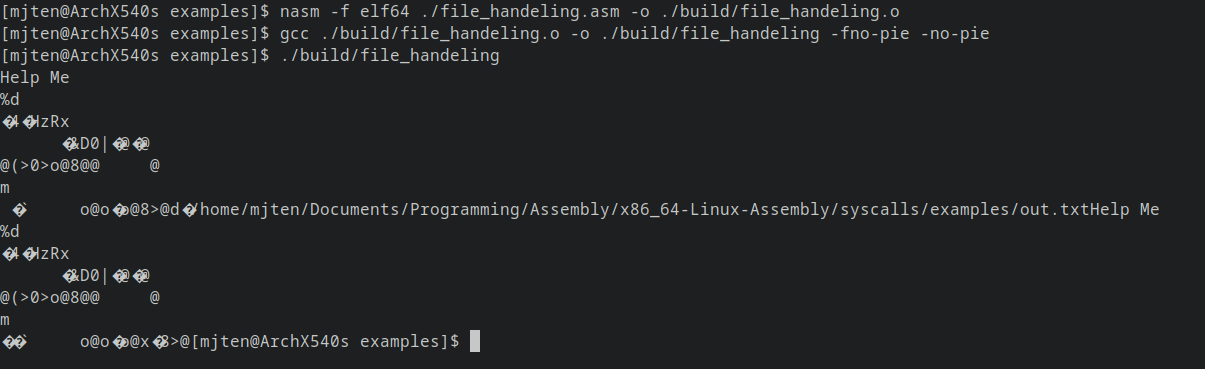 [mjten@ArchX540s examples]$ nasm -f elf64 ./file_handeling.asm -o ./build/file_handeling.o
[mjten@ArchX540s examples]$ gcc ./build/file_handeling.o -o ./build/file_handeling -fno-pie -no-pie
[mjten@ArchX540s examples]$ ./build/file_handeling
Help Me
%d
�4�HzRx
�&D0|�@�@
@(>0>o@8@@ @
m
�` o@o�o@8>@d�/home/mjten/Documents/Programming/Assembly/x86_64-Linux-Assembly/syscalls/examples/out.txtHelp Me
%d
�4�HzRx
�&D0|�@�@
@(>0>o@8@@ @
m
��` o@o�o@x�8>@[mjten@ArchX540s examples]$